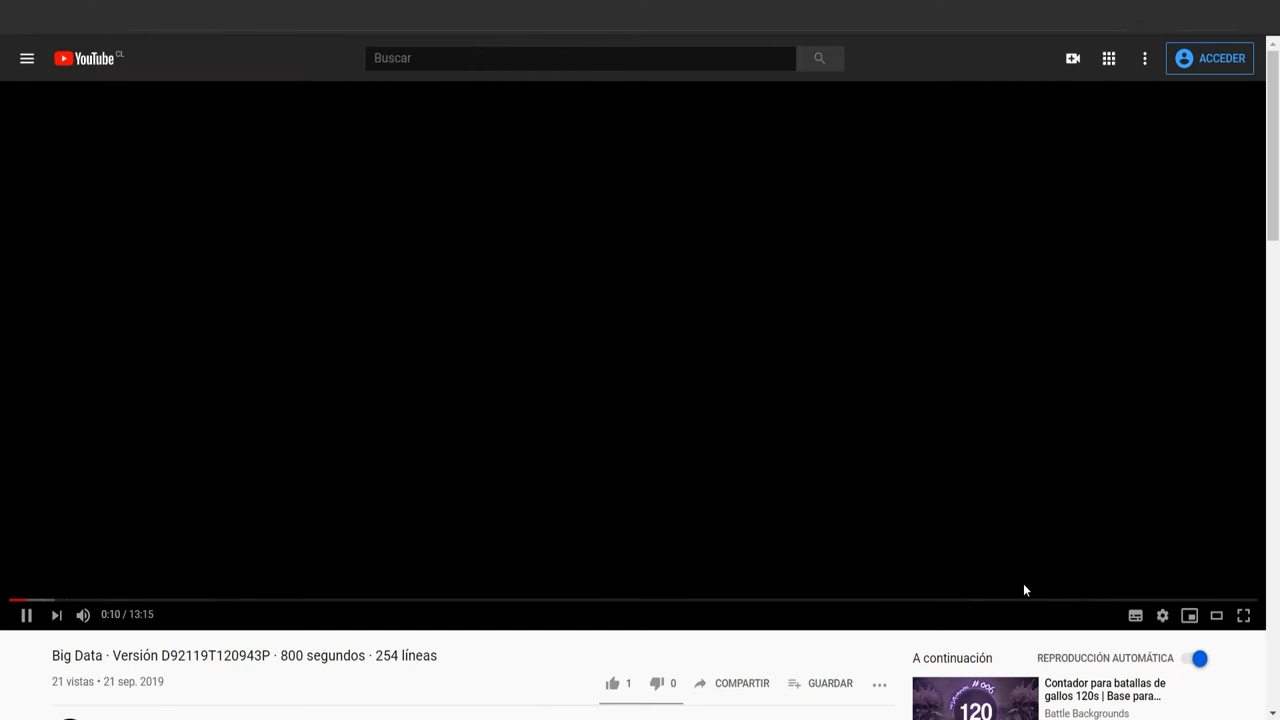 YouTube CL
Buscar
ACCEDER
0:10 / 13:15
Big Data · Versión D92119T120943P · 800 segundos · 254 líneas
21 vistas • 21 sep. 2019
1
0
COMPARTIR
GUARDAR
A continuación
REPRODUCCIÓN AUTOMÁTICA
# 006
120
Contador para batallas de
gallos 120s | Base para...
Battle Backgrounds